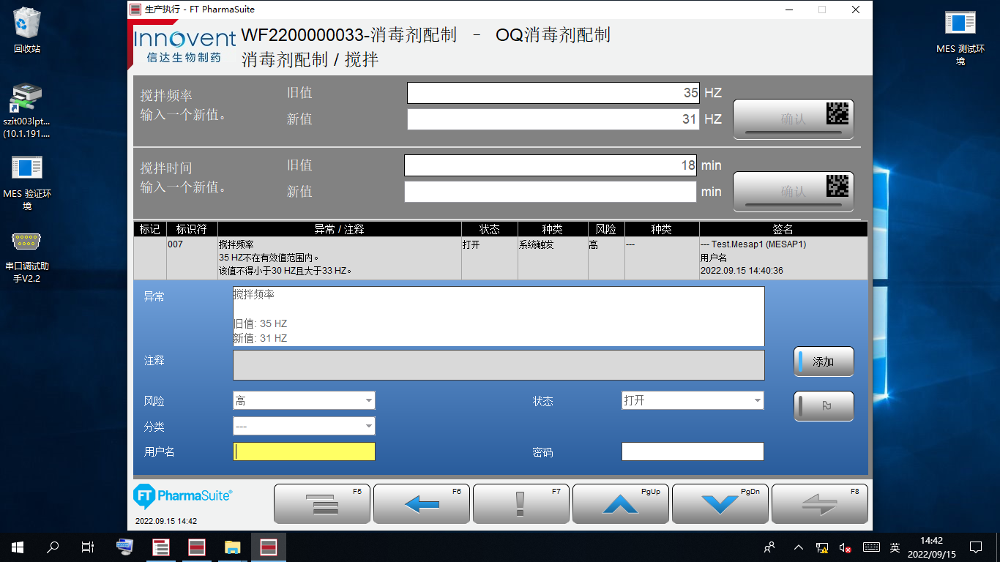 生产执行 - FT PharmaSuite
回收站
szit003lpt...
(10.1.191....
MES 验证环
境
串口调试助
手V2.2
MES 测试环
境
Innovent
信达生物制药
WF2200000033-消毒剂配制 - OQ消毒剂配制
消毒剂配制 / 搅拌
搅拌频率
输入一个新值。
旧值 35 HZ
新值 31 HZ
确认
搅拌时间
输入一个新值。
旧值 18 min
新值 min
确认
标记 标识符 异常 / 注释 状态 种类 风险 种类 签名
007 搅拌频率 打开 系统触发 高 --- --- Test.Mesap1 (MESAP1)
35 HZ不在有效值范围内。 用户名
该值不得小于30 HZ且大于33 HZ。 2022.09.15 14:40:36
异常
搅拌频率
旧值: 35 HZ
新值: 31 HZ
注释
添加
风险 高 状态 打开
分类 ---
用户名 密码
FT PharmaSuite®
2022.09.15 14:42
F5 F6 F7 PgUp PgDn F8
英
14:42
2022/09/15